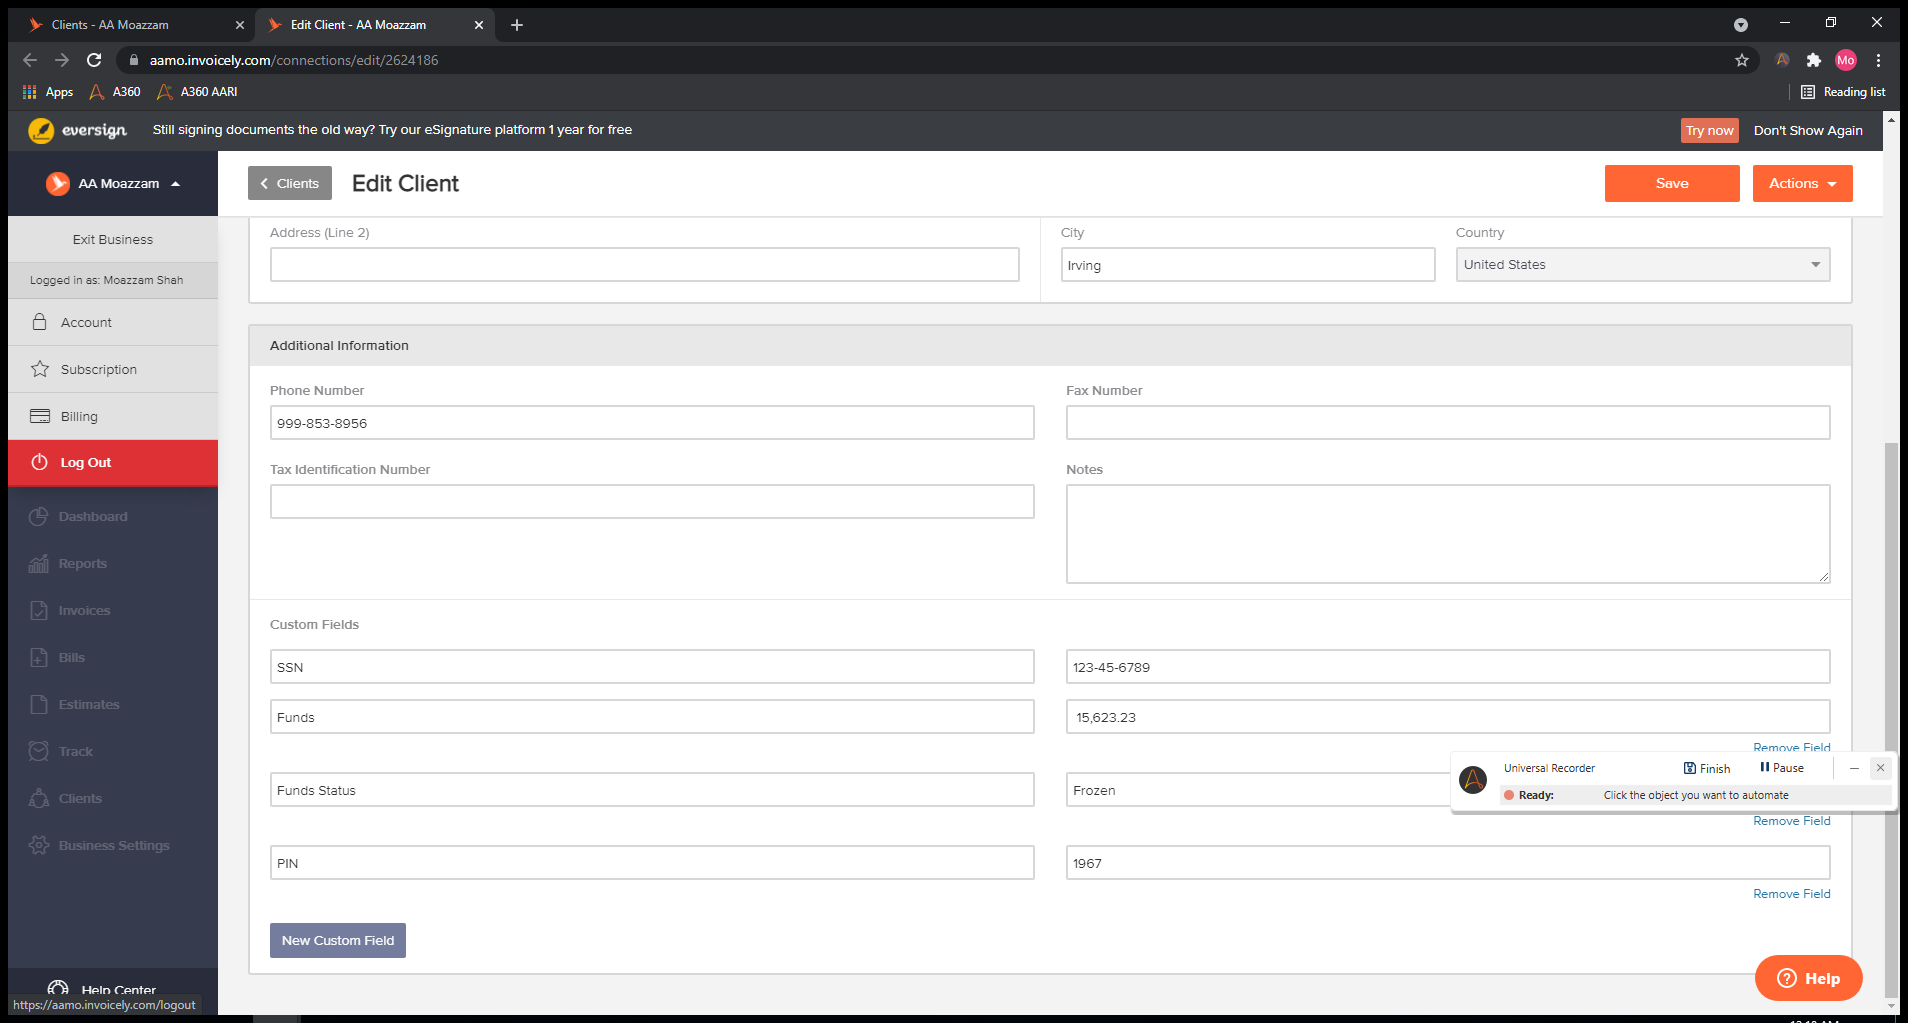 Clients - AA Moazzam
Edit Client - AA Moazzam
aamo.invoicely.com/connections/edit/2624186
Mo
Apps
A360
A360 AARI
Reading list
eversign
Still signing documents the old way? Try our eSignature platform 1 year for free
Try now
Don't Show Again
AA Moazzam
Clients
Edit Client
Save
Actions
Exit Business
Logged in as: Moazzam Shah
Account
Subscription
Billing
Log Out
Dashboard
Reports
Invoices
Bills
Estimates
Track
Clients
Business Settings
Help Center
https://aamo.invoicely.com/logout
Address (Line 2)
City
Country
Irving
United States
Additional Information
Phone Number
Fax Number
999-853-8956
Tax Identification Number
Notes
Custom Fields
SSN
123-45-6789
Funds
15,623.23
Remove Field
Funds Status
Frozen
Universal Recorder
Finish
Pause
Ready:
Click the object you want to automate
Remove Field
PIN
1967
Remove Field
New Custom Field
Help